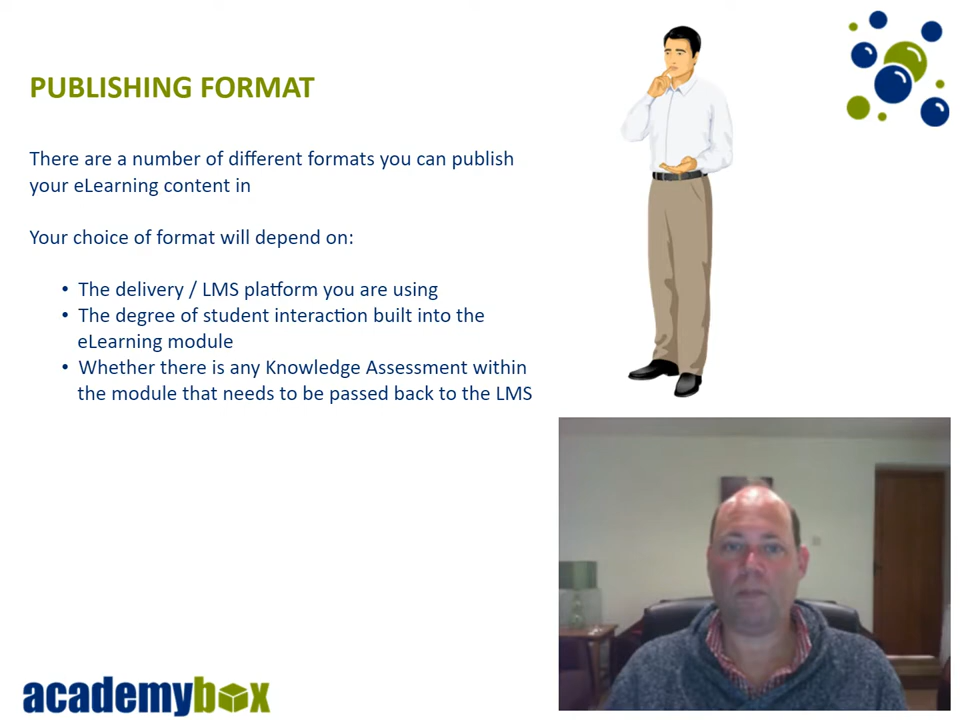 PUBLISHING FORMAT
There are a number of different formats you can publish
your eLearning content in
Your choice of format will depend on:
• The delivery / LMS platform you are using
• The degree of student interaction built into the
eLearning module
• Whether there is any Knowledge Assessment within
the module that needs to be passed back to the LMS
academybox